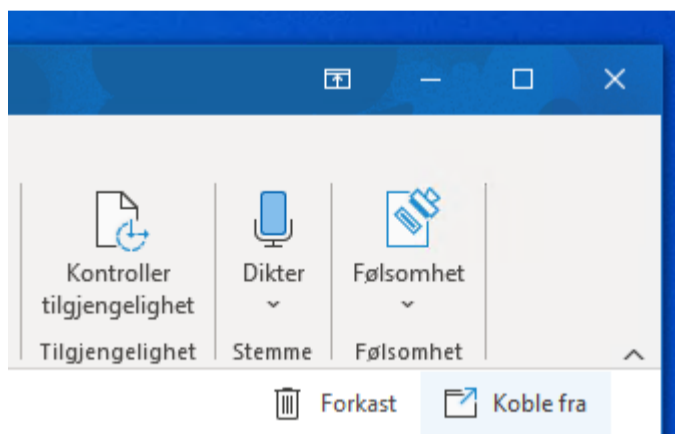 Kontroller
tilgjengelighet
Dikter
Følsomhet
Tilgjengelighet
Stemme
Følsomhet
Forkast
Koble fra